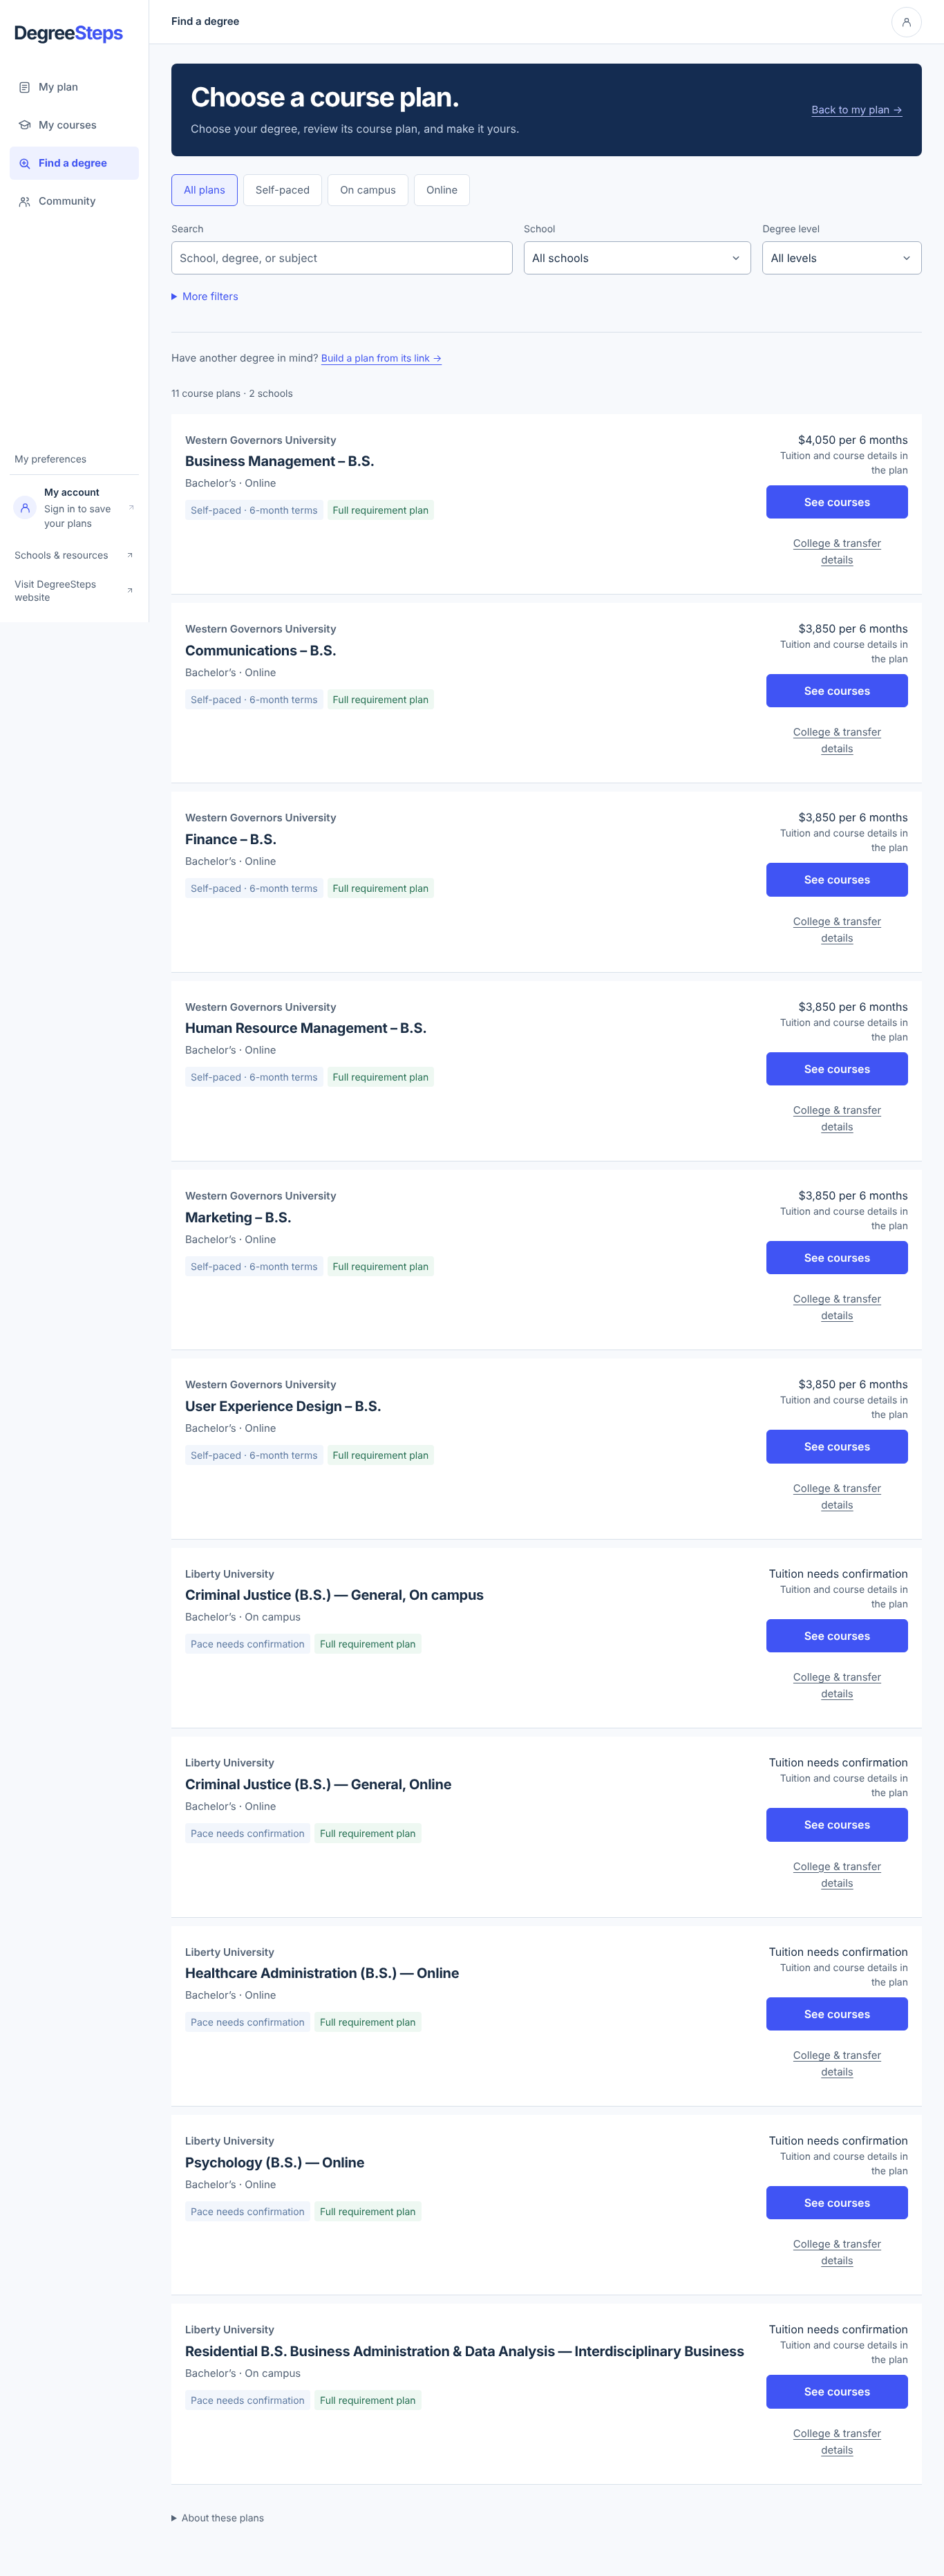 DegreeSteps
My plan
My courses
Find a degree
Community
My preferences
My account
Sign in to save
your plans
Schools & resources
Visit DegreeSteps
website
Find a degree
Choose a course plan.
Choose your degree, review its course plan, and make it yours.
Back to my plan →
All plans
Self-paced
On campus
Online
Search
School, degree, or subject
School
All schools
Degree level
All levels
More filters
Have another degree in mind? Build a plan from its link →
11 course plans · 2 schools
Western Governors University
Business Management – B.S.
Bachelor’s · Online
Self-paced · 6-month terms
Full requirement plan
$4,050 per 6 months
Tuition and course details in
the plan
See courses
College & transfer
details
Western Governors University
Communications – B.S.
Bachelor’s · Online
Self-paced · 6-month terms
Full requirement plan
$3,850 per 6 months
Tuition and course details in
the plan
See courses
College & transfer
details
Western Governors University
Finance – B.S.
Bachelor’s · Online
Self-paced · 6-month terms
Full requirement plan
$3,850 per 6 months
Tuition and course details in
the plan
See courses
College & transfer
details
Western Governors University
Human Resource Management – B.S.
Bachelor’s · Online
Self-paced · 6-month terms
Full requirement plan
$3,850 per 6 months
Tuition and course details in
the plan
See courses
College & transfer
details
Western Governors University
Marketing – B.S.
Bachelor’s · Online
Self-paced · 6-month terms
Full requirement plan
$3,850 per 6 months
Tuition and course details in
the plan
See courses
College & transfer
details
Western Governors University
User Experience Design – B.S.
Bachelor’s · Online
Self-paced · 6-month terms
Full requirement plan
$3,850 per 6 months
Tuition and course details in
the plan
See courses
College & transfer
details
Liberty University
Criminal Justice (B.S.) — General, On campus
Bachelor’s · On campus
Pace needs confirmation
Full requirement plan
Tuition needs confirmation
Tuition and course details in
the plan
See courses
College & transfer
details
Liberty University
Criminal Justice (B.S.) — General, Online
Bachelor’s · Online
Pace needs confirmation
Full requirement plan
Tuition needs confirmation
Tuition and course details in
the plan
See courses
College & transfer
details
Liberty University
Healthcare Administration (B.S.) — Online
Bachelor’s · Online
Pace needs confirmation
Full requirement plan
Tuition needs confirmation
Tuition and course details in
the plan
See courses
College & transfer
details
Liberty University
Psychology (B.S.) — Online
Bachelor’s · Online
Pace needs confirmation
Full requirement plan
Tuition needs confirmation
Tuition and course details in
the plan
See courses
College & transfer
details
Liberty University
Residential B.S. Business Administration & Data Analysis — Interdisciplinary Business
Bachelor’s · On campus
Pace needs confirmation
Full requirement plan
Tuition needs confirmation
Tuition and course details in
the plan
See courses
College & transfer
details
About these plans